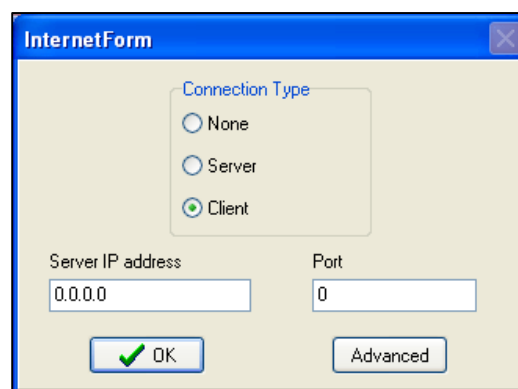 InternetForm
Connection Type
None
Server
Client
Server IP address Port
0.0.0.0 0
OK Advanced